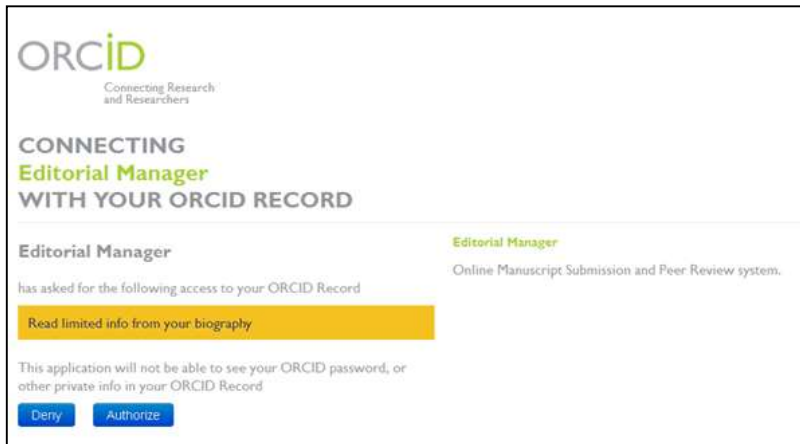 ORCiD
Connecting Research
and Researchers
CONNECTING
Editorial Manager
WITH YOUR ORCID RECORD
Editorial Manager
has asked for the following access to your ORCID Record
Read limited info from your biography
This application will not be able to see your ORCID password, or
other private info in your ORCID Record
Deny Authorize
Editorial Manager
Online Manuscript Submission and Peer Review system.